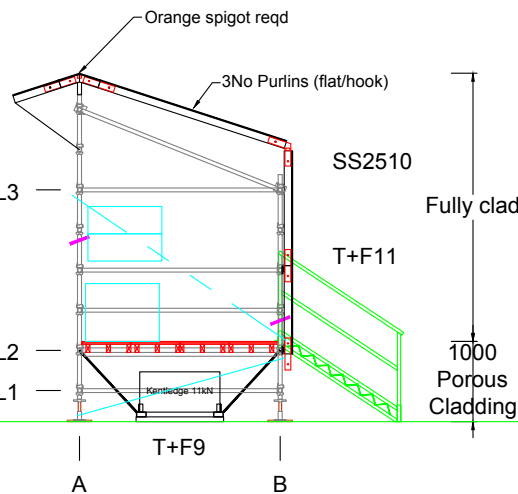 Orange spigot reqd
3No Purlins (flat/hook)
SS2510
L3
Fully clad
T+F11
L2
1000
Porous
Cladding
L1
Kentledge 11kN
T+F9
A
B